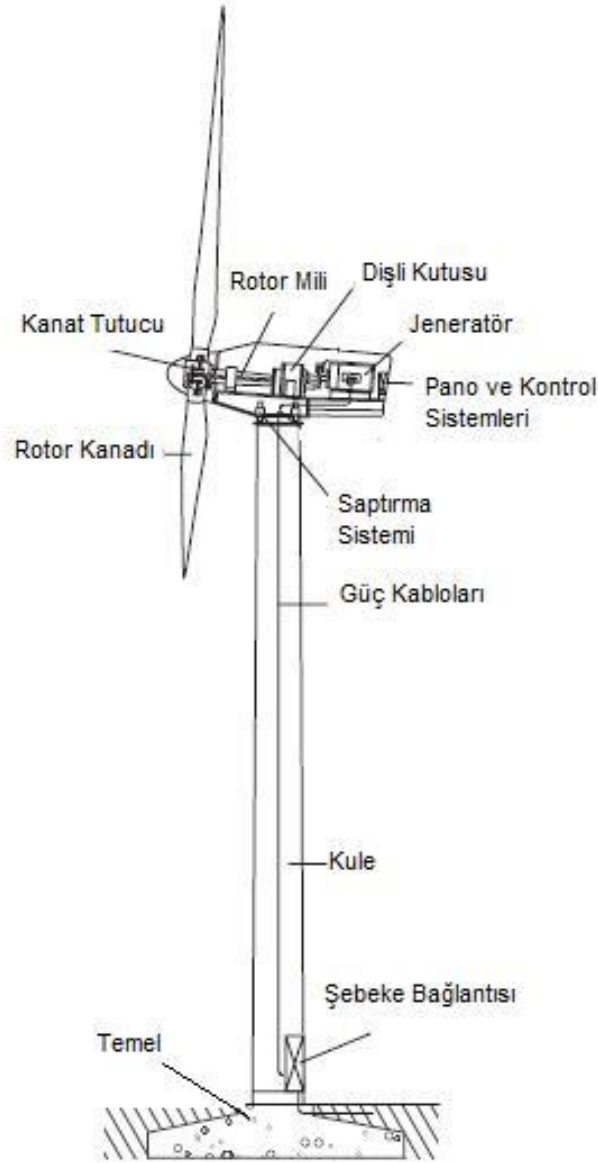 Dişli Kutusu
Rotor Mili
Kanat Tutucu
Jeneratör
Pano ve Kontrol
Sistemleri
Rotor Kanadı
Saptırma
Sistemi
Güç Kabloları
Kule
Şebeke Bağlantısı
Temel